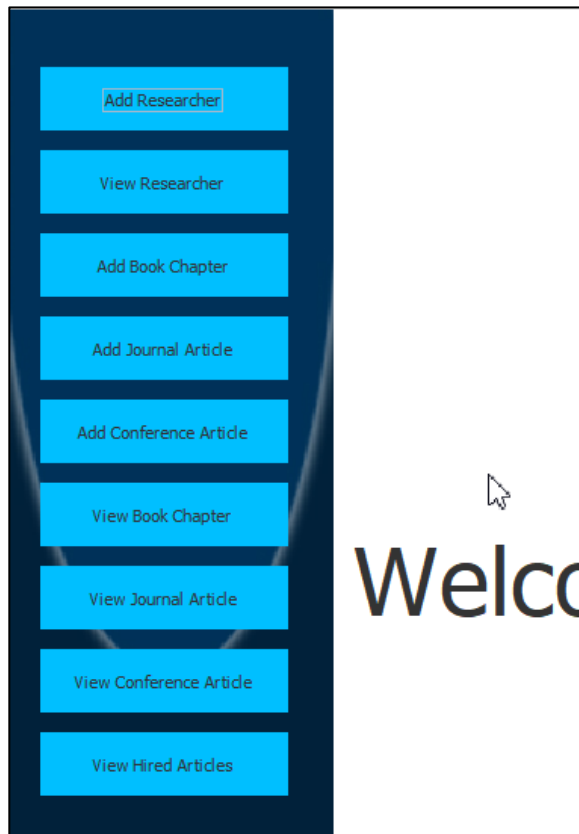 Add Researcher
View Researcher
Add Book Chapter
Add Journal Article
Add Conference Article
View Book Chapter
View Journal Article
View Conference Article
View Hired Articles
Welco